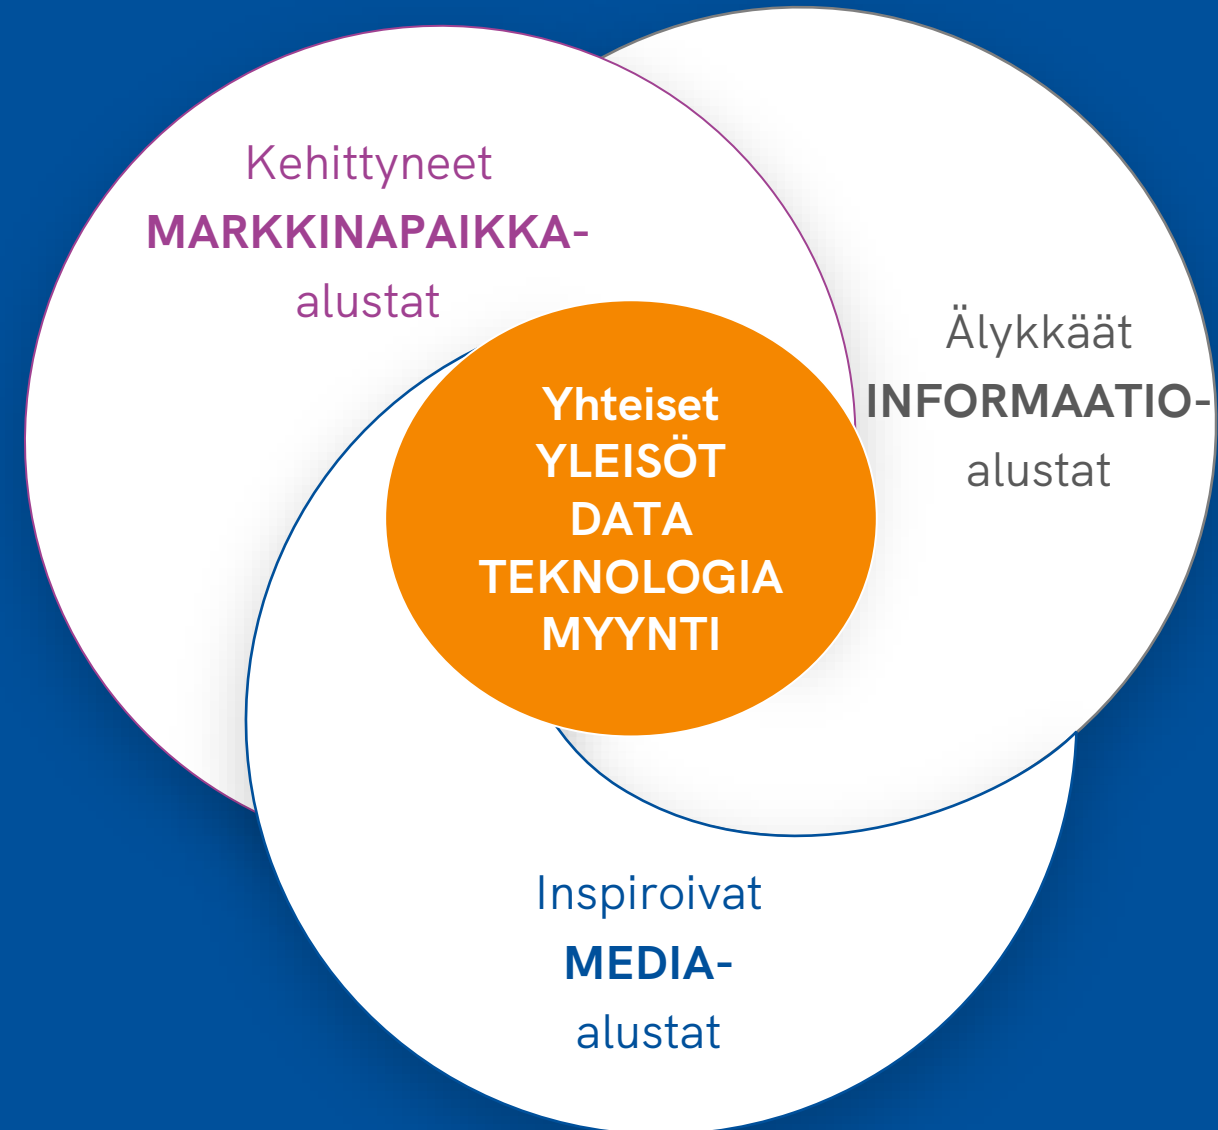 Kehittyneet
MARKKINAPAIKKA-
alustat
Älykkäät
INFORMAATIO-
alustat
Yhteiset
YLEISÖT
DATA
TEKNOLOGIA
MYYNTI
Inspiroivat
MEDIA-
alustat